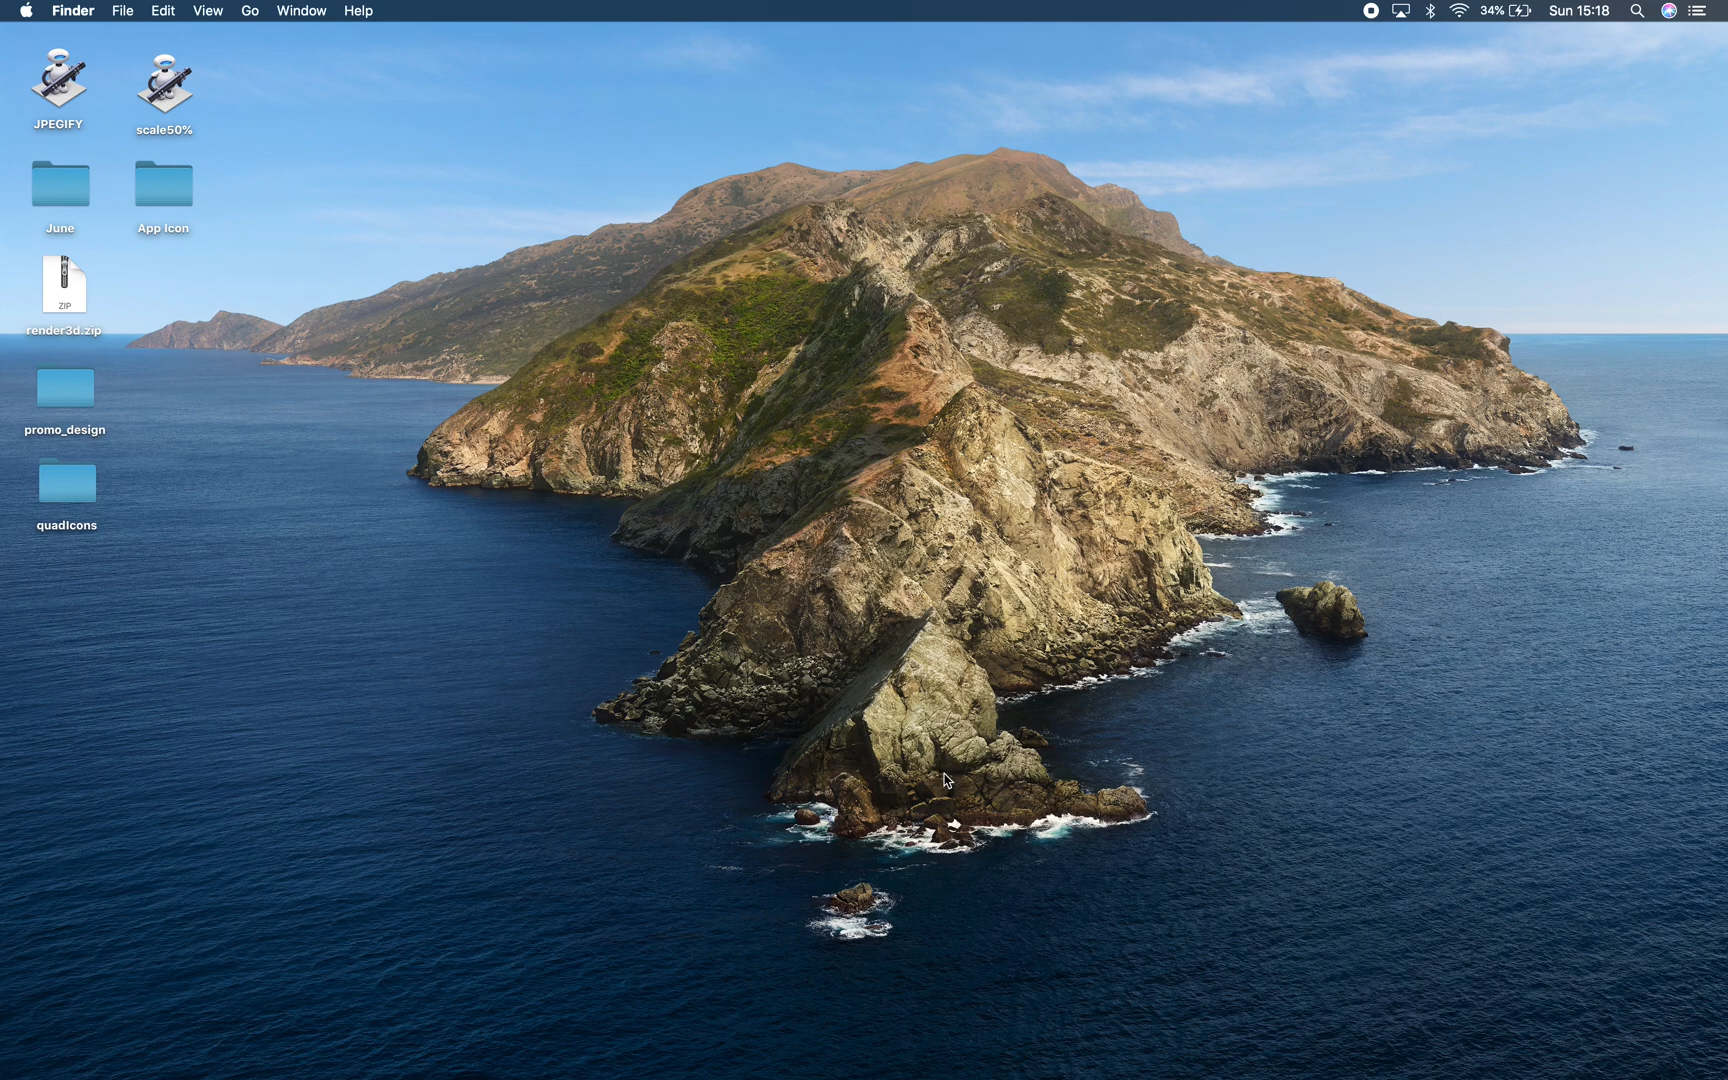 Finder File Edit View Go Window Help 34% Sun 15:18
JPEGIFY scale50%
June App Icon
ZIP
render3d.zip
promo_design
quadIcons